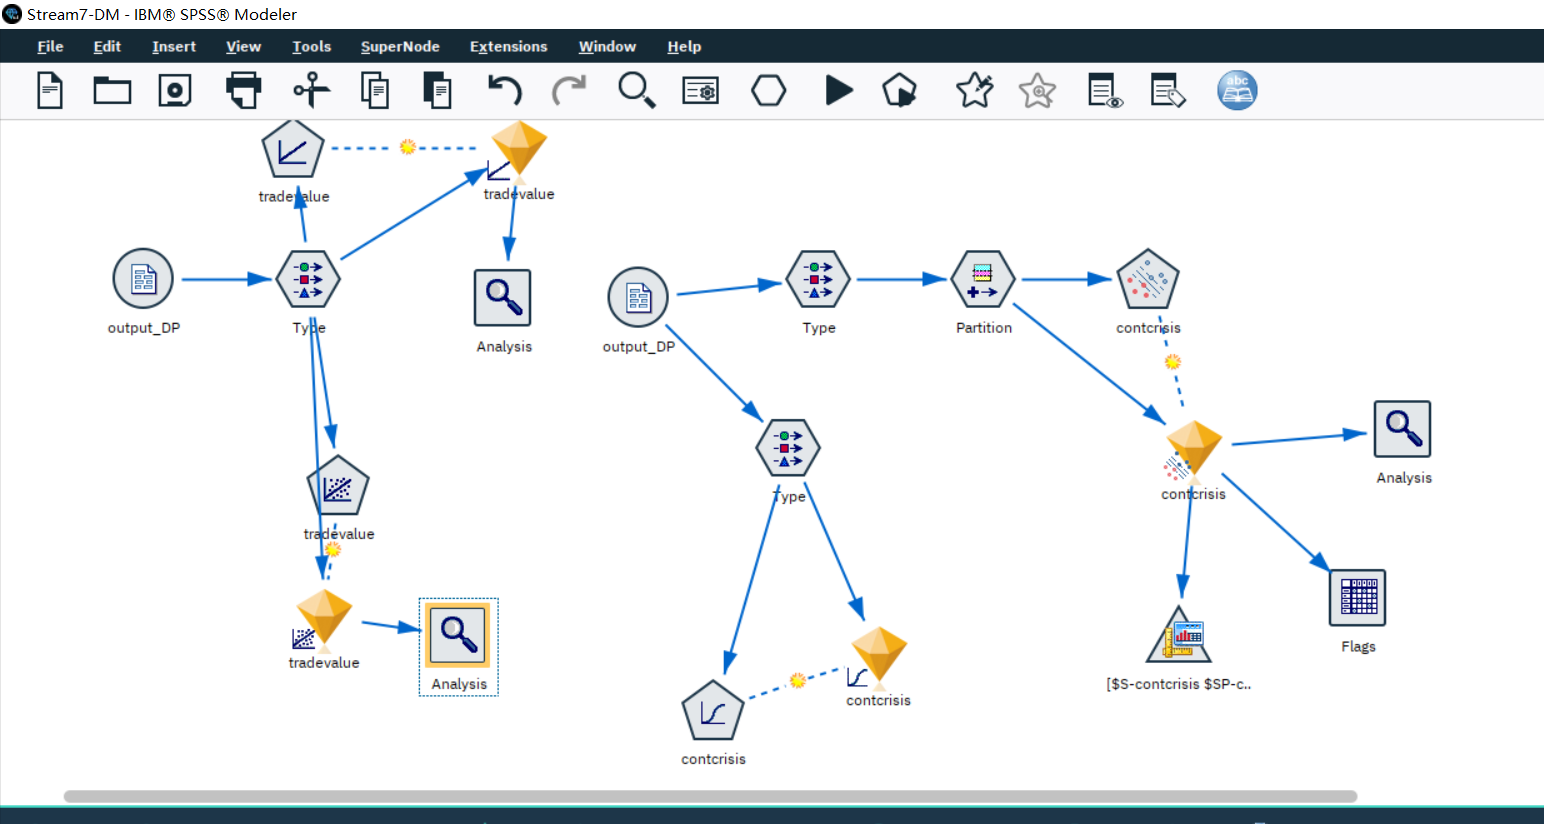 Stream7-DM - IBM® SPSS® Modeler
File Edit Insert View Tools SuperNode Extensions Window Help
abc
tradevalue
tradevalue
output_DP
Type
Analysis
output_DP
Type
Partition
contcrisis
tradevalue
Type
contcrisis
Analysis
tradevalue
Analysis
contcrisis
contcrisis
[$S-contcrisis $SP-c..
Flags